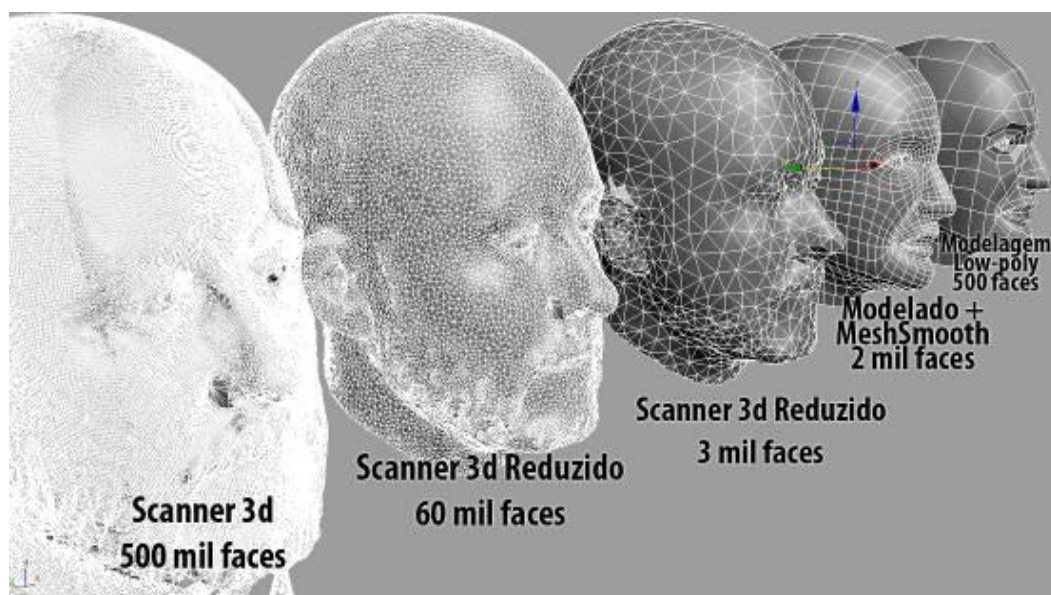 Scanner 3d
500 mil faces
Scanner 3d Reduzido
60 mil faces
Scanner 3d Reduzido
3 mil faces
Modelado +
MeshSmooth
2 mil faces
Modelagem
Low-poly
500 faces